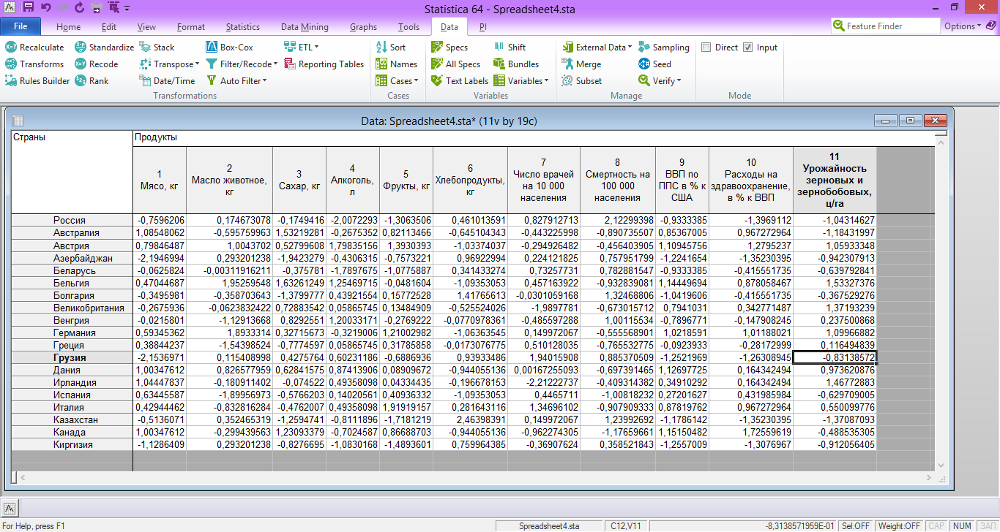 Statistica 64 - Spreadsheet4.sta
File Home Edit View Format Statistics Data Mining Graphs Tools Data PI Feature Finder Options
Recalculate Standardize Stack Box-Cox ETL Sort Specs Shift External Data Sampling Direct Input
Transforms Recode Transpose Filter/Recode Reporting Tables Names All Specs Bundles Merge Seed
Rules Builder Rank Date/Time Auto Filter Cases Text Labels Variables Subset Verify
Transformations Cases Variables Manage Mode
Data: Spreadsheet4.sta* (11v by 19c)
Страны Продукты
1 Мясо, кг
2 Масло животное, кг
3 Сахар, кг
4 Алкоголь, л
5 Фрукты, кг
6 Хлебопродукты, кг
7 Число врачей на 10 000 населения
8 Смертность на 100 000 населения
9 ВВП по ППС в % к США
10 Расходы на здравоохранение, в % к ВВП
11 Урожайность зерновых и зернобобовых, ц/га
Россия -0,7596206 0,174673078 -0,1749416 -2,0072293 -1,3063506 0,461013591 0,827912713 2,12299398 -0,9333385 -1,3969112 -1,04314627
Австралия 1,08548062 -0,595759963 1,53219281 -0,2675352 0,82113466 -0,645104343 -0,443225998 -0,890735507 0,85367005 0,967272964 -1,18431997
Австрия 0,79846487 1,0043702 0,52799608 1,79835156 1,3930393 -1,03374037 -0,294926482 -0,456403905 1,10945756 1,2795237 1,05933348
Азербайджан -2,1946994 0,293201238 -1,9423279 -0,4306315 -0,7573221 0,96922994 0,224121825 0,757951799 -1,2241654 -1,35230395 -0,942307913
Беларусь -0,0625824 -0,00311916211 -0,375781 -1,7897675 -1,0775887 0,341433274 0,73257731 0,782881547 -0,9333385 -0,415551735 -0,639792841
Бельгия 0,47044687 1,95259548 1,63261249 1,25469715 -0,0481604 -1,09353053 0,457163922 -0,932839081 1,14449694 0,878058467 1,53327376
Болгария -0,3495981 -0,358703643 -1,3799777 0,43921554 0,15772528 1,41765613 -0,0301059168 1,32468806 -1,0419606 -0,415551735 -0,367529276
Великобритания -0,2675936 -0,0623832422 0,72883542 0,05865745 0,13484909 -0,525524026 -1,9897781 -0,673015712 0,7941031 0,342771487 1,37193239
Венгрия -0,0215801 -1,12913668 0,8292551 1,20033171 -0,2769222 -0,0770978361 -0,485597288 1,00115534 -0,7896771 -0,147908245 0,237500868
Германия 0,59345362 1,8933314 0,32715673 -0,3219006 1,21002982 -1,06363545 0,149972067 -0,555568901 1,0218591 1,01188021 1,09966882
Греция 0,38844237 -1,54398524 -0,7774597 0,05865745 0,31785858 -0,0173076775 0,510128035 -0,765532775 -0,0923933 -0,28172999 0,116494839
Грузия -2,1536971 0,115408998 0,4275764 0,60231186 -0,6886936 0,93933486 1,94015908 0,885370509 -1,2521969 -1,26308945 -0,83138572
Дания 1,00347612 0,826577959 0,62841575 0,87413906 0,08909672 -0,944055136 0,00167255093 -0,697391465 1,12697725 0,164342494 0,973620876
Ирландия 1,04447837 -0,180911402 -0,074522 0,49358098 0,04334435 -0,196678153 -2,21222737 -0,409314382 0,34910292 0,164342494 1,46772883
Испания 0,63445587 -1,89956973 -0,5766203 0,14020561 0,40936332 -1,09353053 0,4465711 -1,00818232 0,27201627 0,431985984 -0,629709005
Италия 0,42944462 -0,832816284 -0,4762007 0,49358098 1,91919157 0,281643116 1,34696102 -0,907909333 0,87819762 0,967272964 0,550099776
Казахстан -0,5136071 0,352465319 -1,2594741 -0,8111896 -1,7181219 2,46398391 0,149972067 1,23992692 -1,1786142 -1,35230395 -1,37087093
Канада 1,00347612 -0,299439563 1,23093379 -0,7024587 0,86688703 -0,944055136 -0,962274305 -1,17659661 1,15150482 1,72559619 -0,488535305
Киргизия -1,1286409 0,293201238 -0,8276695 -1,0830168 -1,4893601 0,759964385 -0,36907624 0,358521843 -1,2557009 -1,3076967 -0,912056405
For Help, press F1 Spreadsheet4.sta C12,V11 -8,3138571959E-01 Sel:OFF Weight:OFF CAP NUM ЗАП